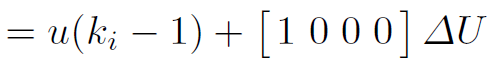 = u(k_i − 1) + [1 0 0 0] ΔU